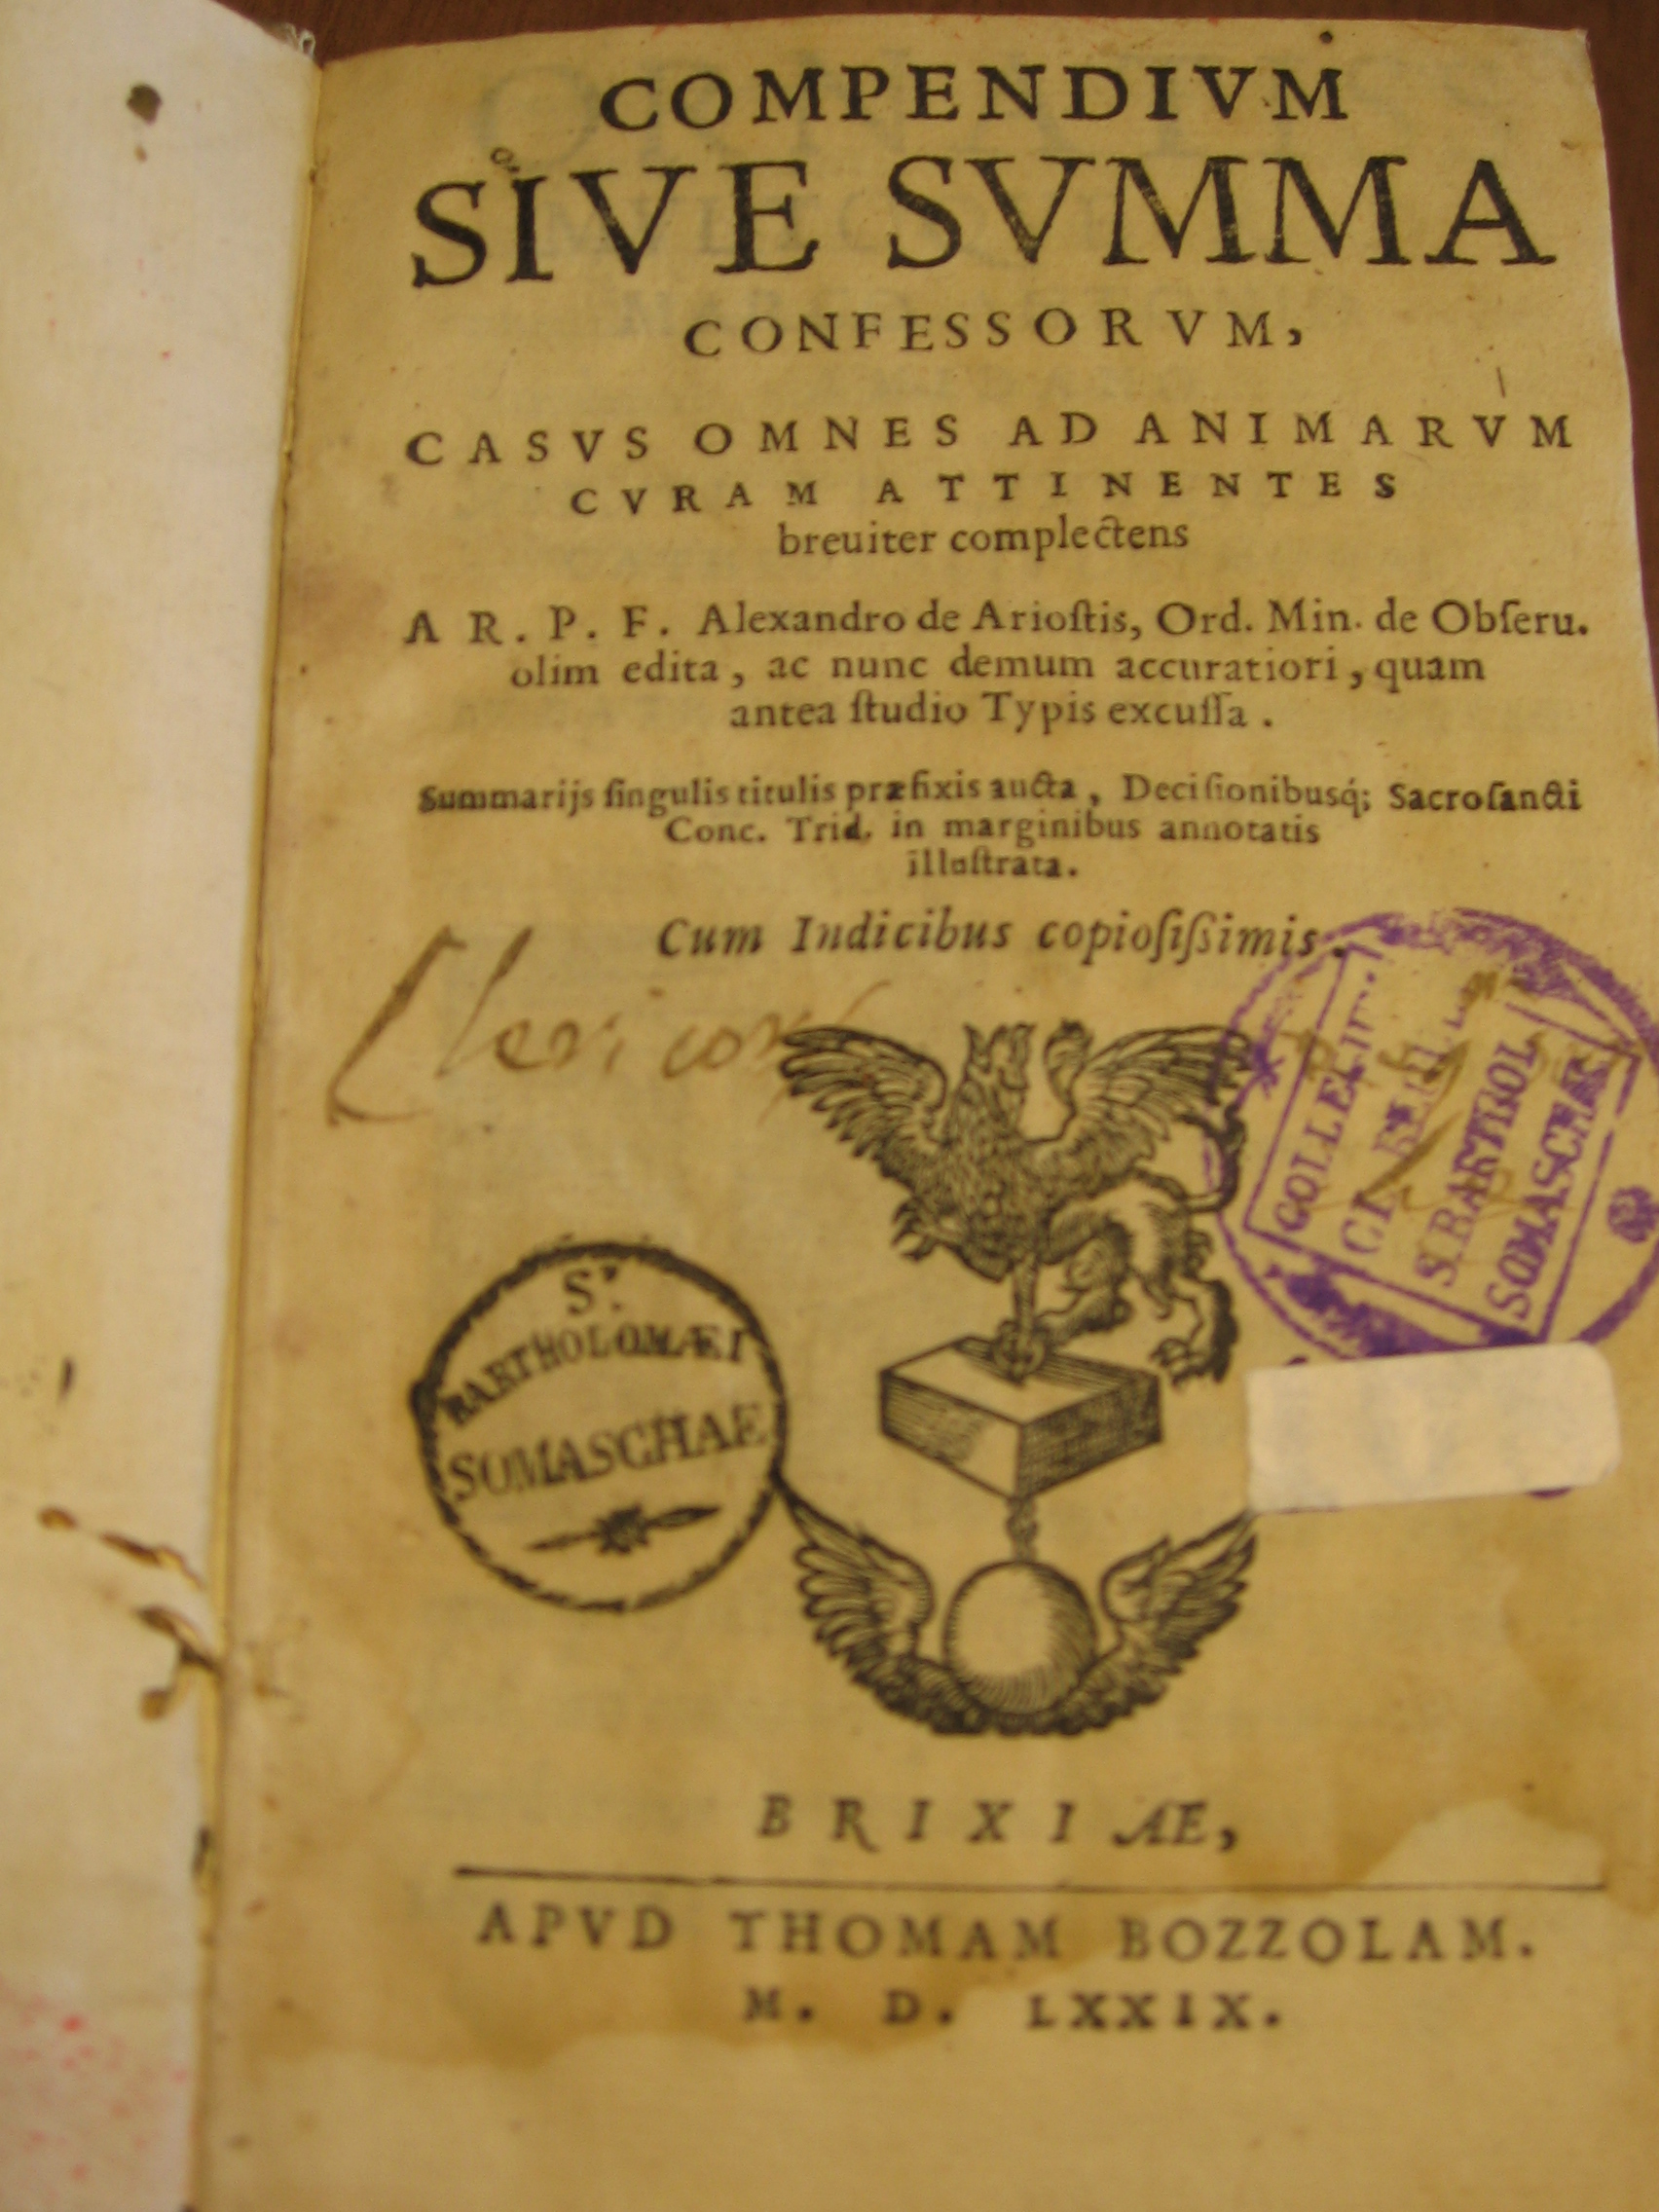 COMPENDIVM
SIVE SVMMA
CONFESSORVM,
CASVS OMNES AD ANIMARVM
CVRAM ATTINENTES
breuiter complectens
A R. P. F. Alexandro de Arioſtis, Ord. Min. de Obſeru.
olim edita, ac nunc demum accuratiori, quam
antea ſtudio Typis excuſſa.
Summarijs ſingulis titulis præfixis aucta, Deciſionibusq́; Sacroſancti
Conc. Trid. in marginibus annotatis
illuſtrata.
Cum Indicibus copioſiſſimis.
S.
BARTHOLOMÆI
SOMASCHAE
S. BARTHOL
SOMASCHAE
BRIXIAE,
APVD THOMAM BOZZOLAM.
M. D. LXXIX.